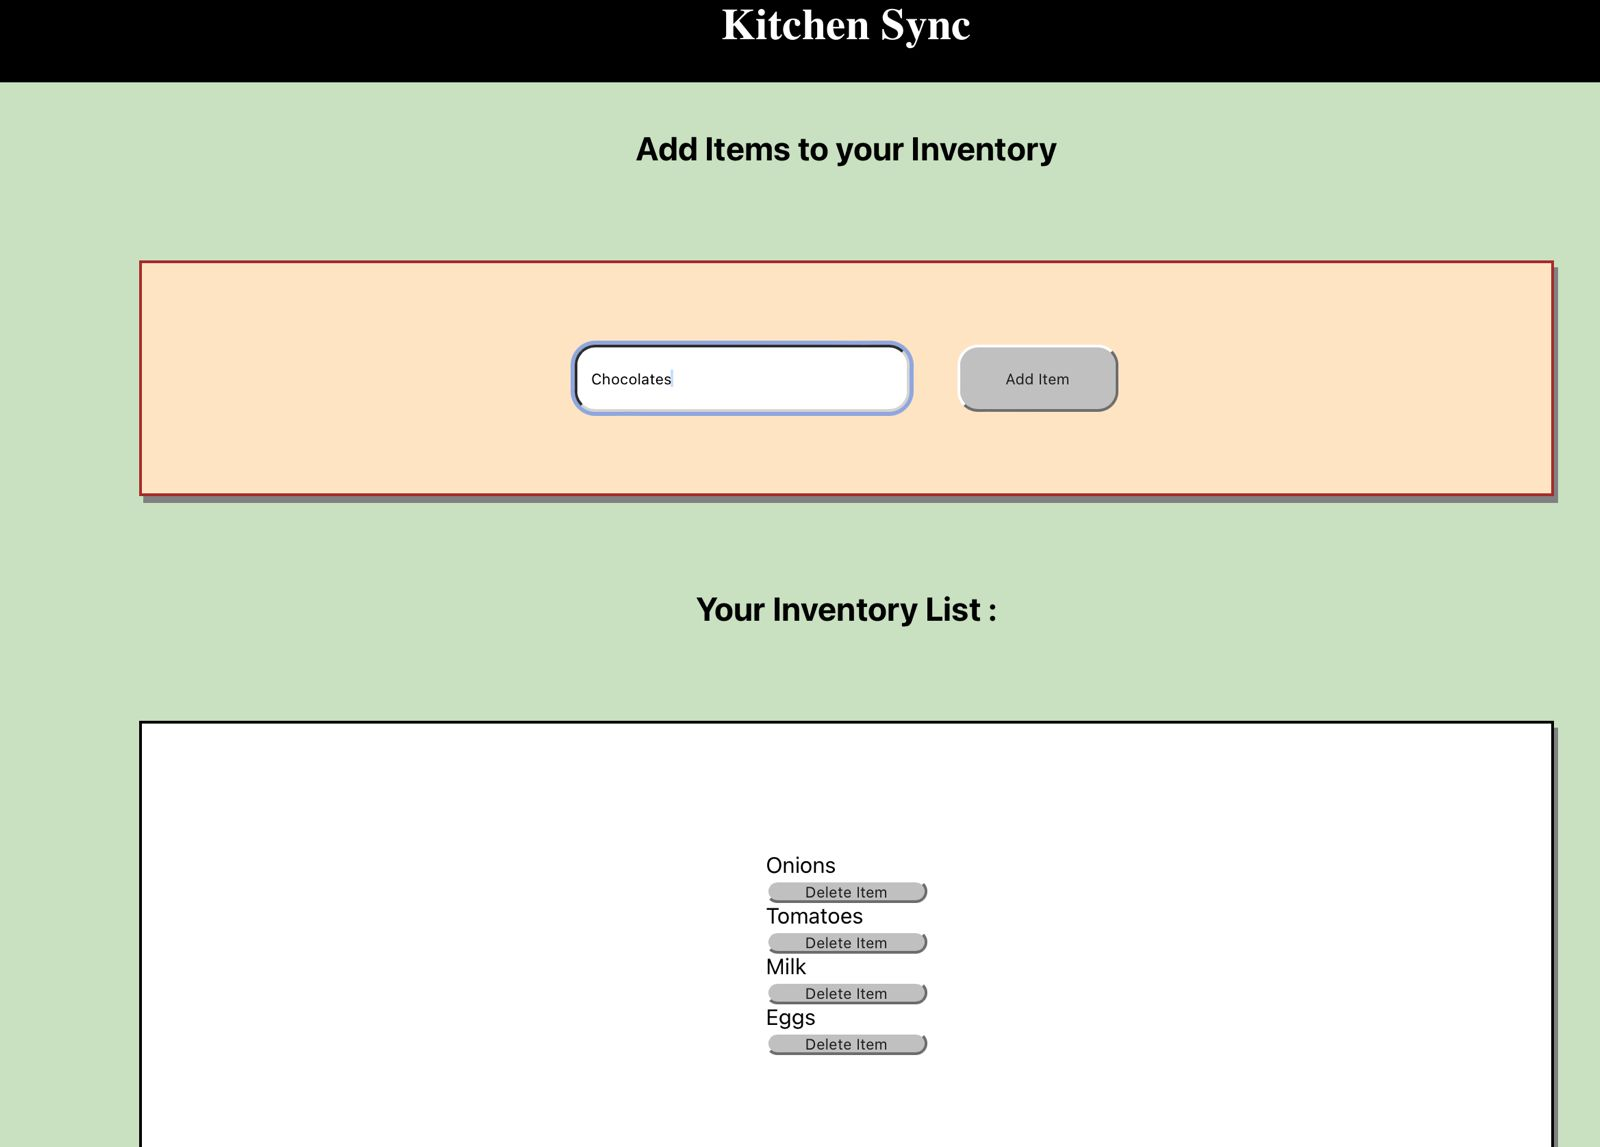 Kitchen Sync
Add Items to your Inventory
Chocolates Add Item
Your Inventory List :
Onions
Delete Item
Tomatoes
Delete Item
Milk
Delete Item
Eggs
Delete Item